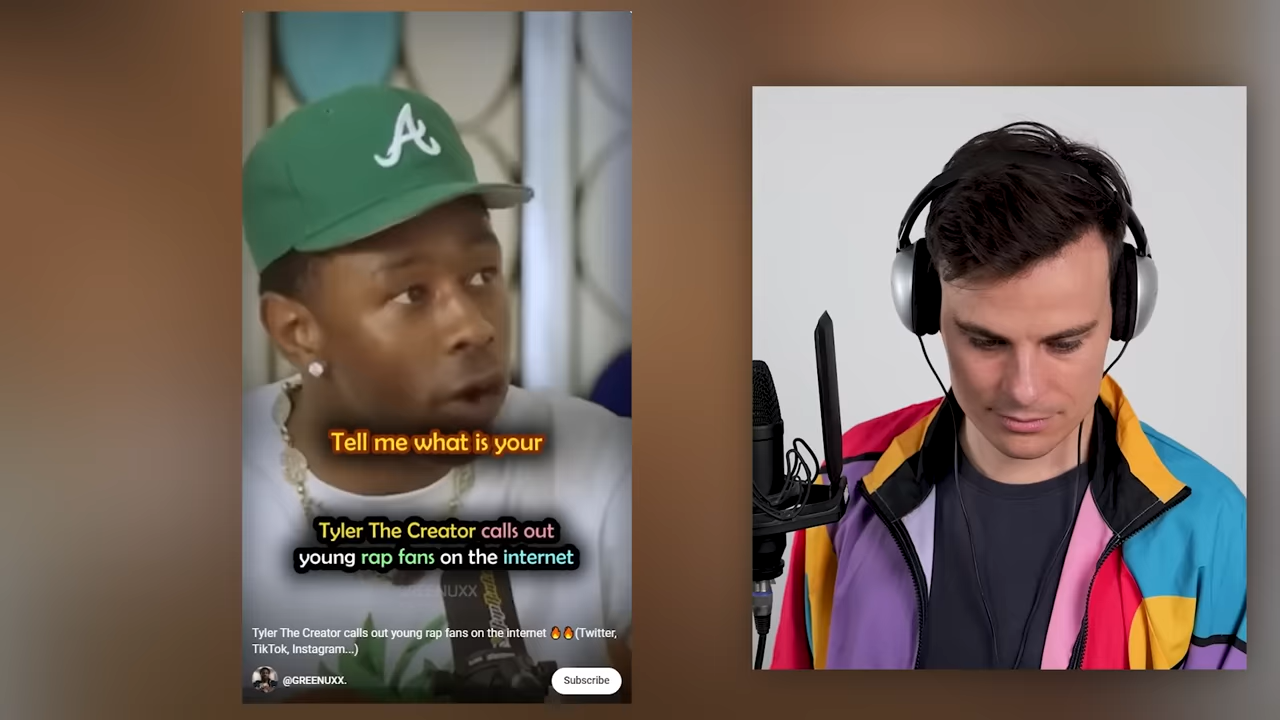 A
Tell me what is your
Tyler The Creator calls out
young rap fans on the internet
GREENUXX
Tyler The Creator calls out young rap fans on the internet 🔥🔥(Twitter,
TikTok, Instagram...)
@GREENUXX.
Subscribe